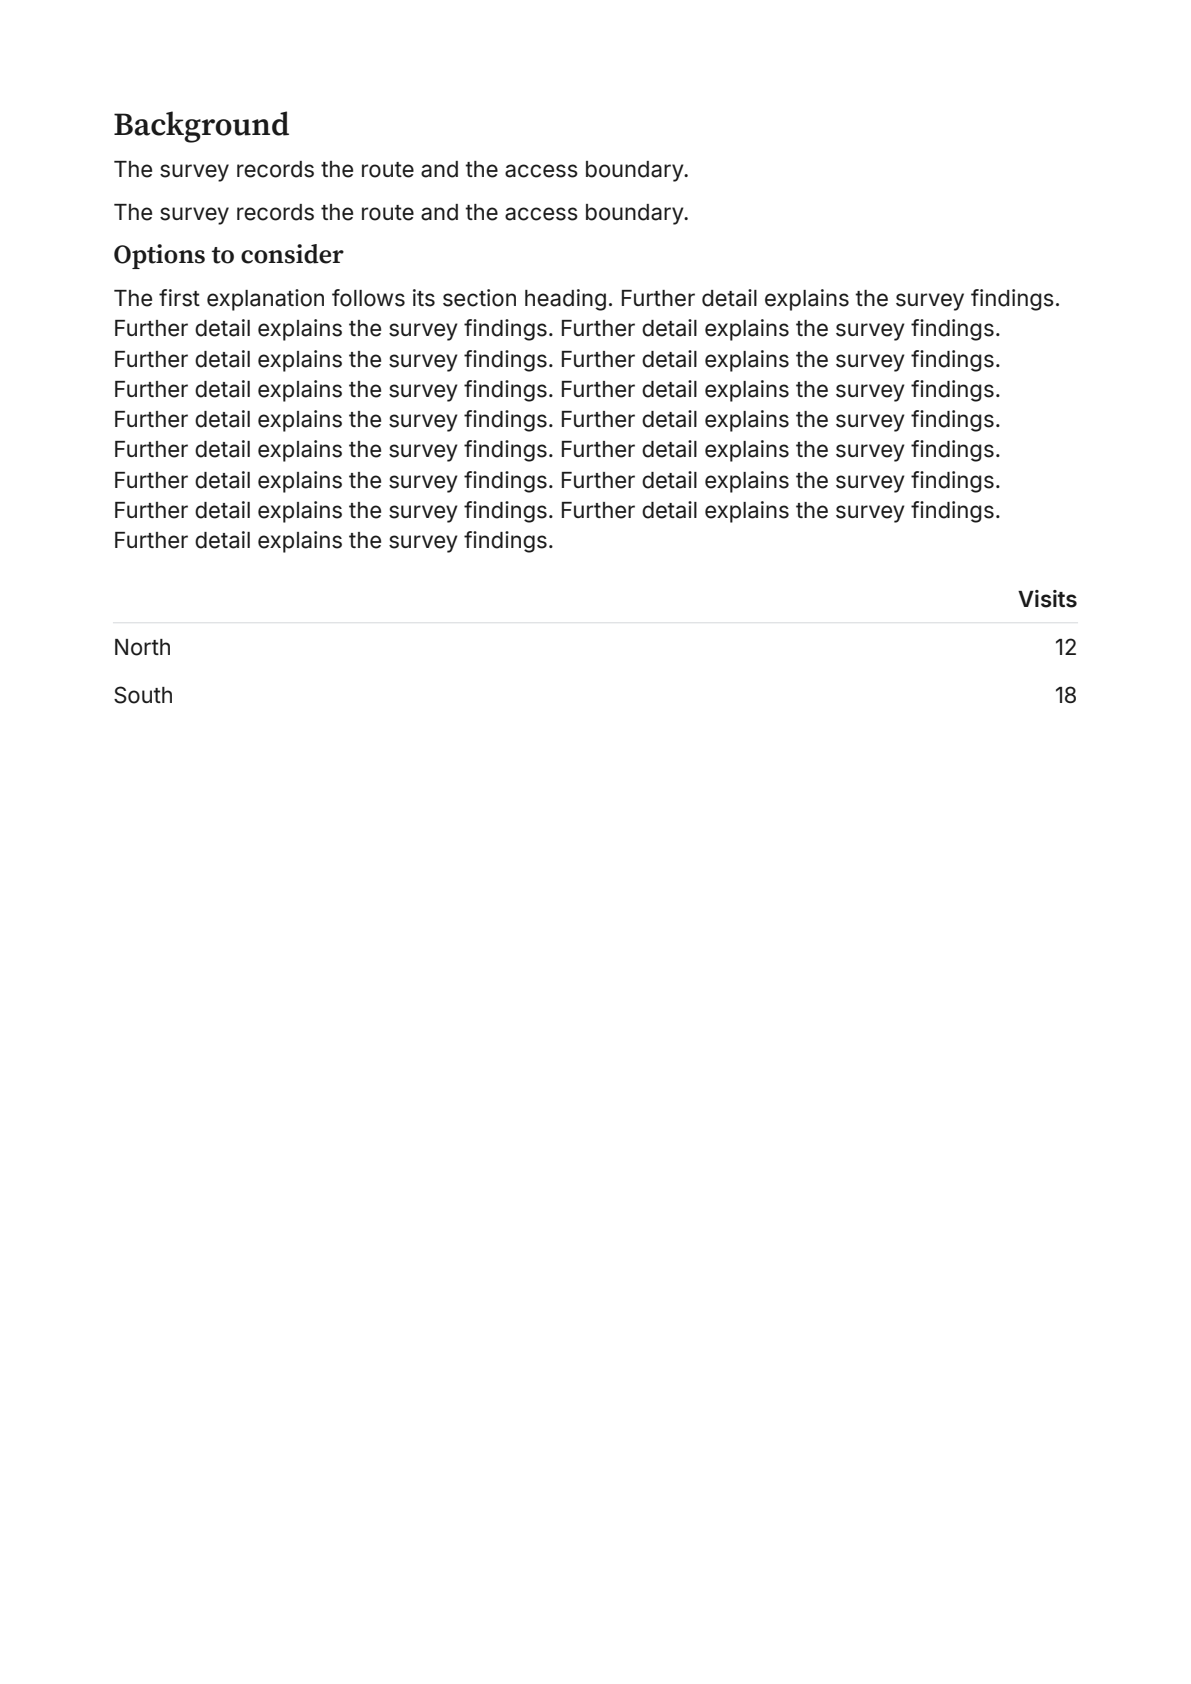 Background
The survey records the route and the access boundary.
The survey records the route and the access boundary.
Options to consider
The first explanation follows its section heading. Further detail explains the survey findings.
Further detail explains the survey findings. Further detail explains the survey findings.
Further detail explains the survey findings. Further detail explains the survey findings.
Further detail explains the survey findings. Further detail explains the survey findings.
Further detail explains the survey findings. Further detail explains the survey findings.
Further detail explains the survey findings. Further detail explains the survey findings.
Further detail explains the survey findings. Further detail explains the survey findings.
Further detail explains the survey findings. Further detail explains the survey findings.
Further detail explains the survey findings.
Visits
North 12
South 18